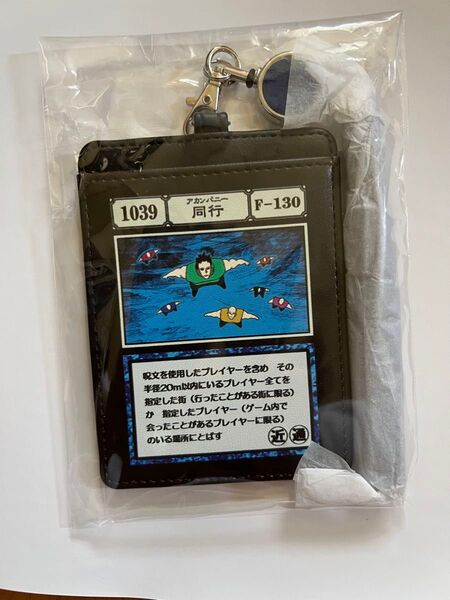 1039
アカンパニー
同行
F-130
呪文を使用したプレイヤーを含め その
半径20m以内にいるプレイヤー全てを
指定した街（行ったことがある街に限る）
か 指定したプレイヤー（ゲーム内で
会ったことがあるプレイヤーに限る）
のいる場所にとばす
近 通